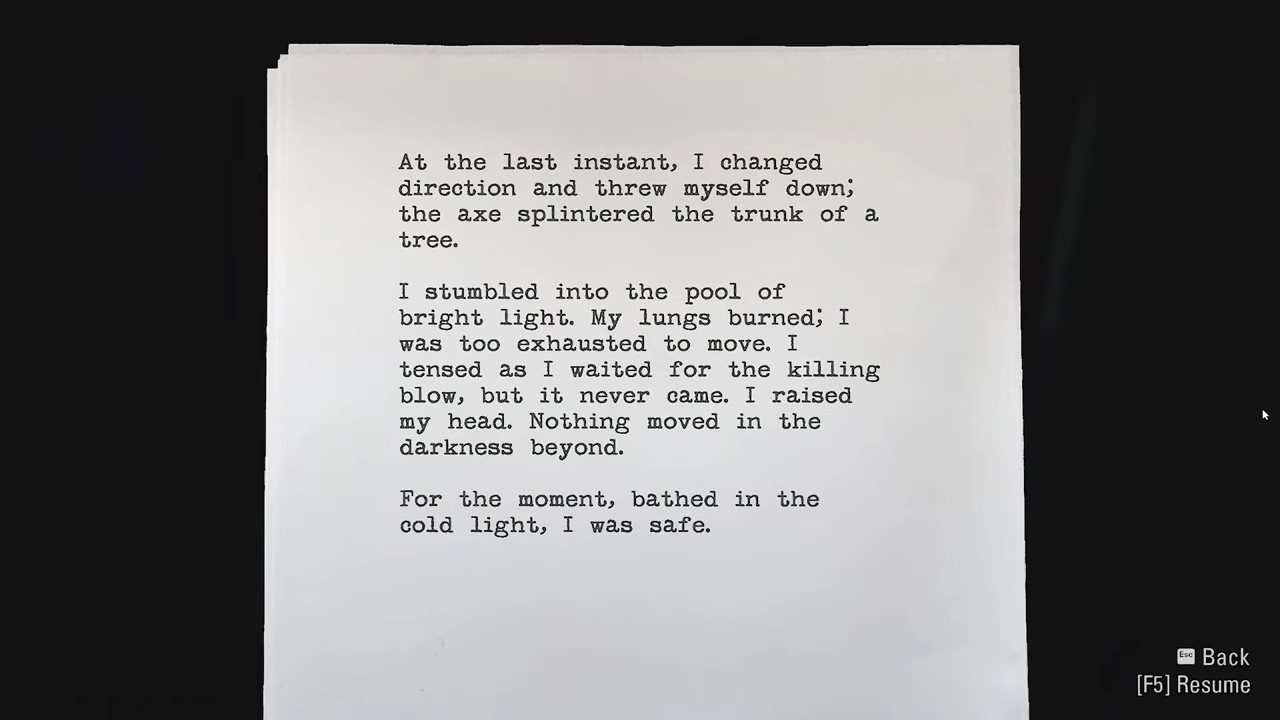 At the last instant, I changed
direction and threw myself down;
the axe splintered the trunk of a
tree.
I stumbled into the pool of
bright light. My lungs burned; I
was too exhausted to move. I
tensed as I waited for the killing
blow, but it never came. I raised
my head. Nothing moved in the
darkness beyond.
For the moment, bathed in the
cold light, I was safe.
Esc Back
[F5] Resume